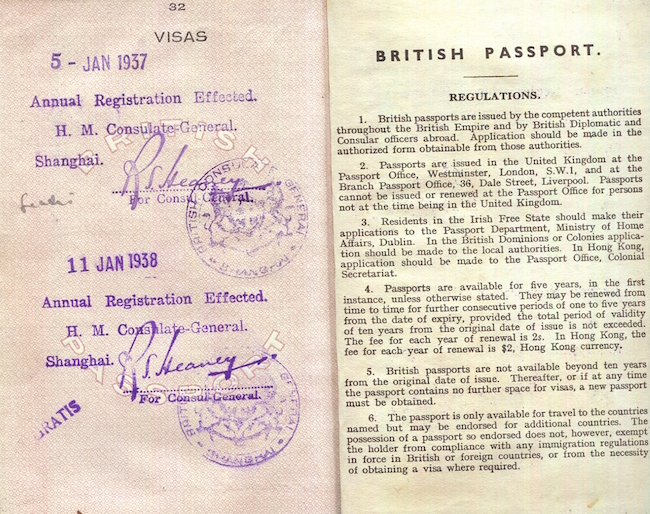 32
VISAS
5 - JAN 1937
Annual Registration Effected.
H. M. Consulate-General.
Shanghai.
R S Heaney
For Consul-General.
BRITISH CONSULATE GENERAL
SHANGHAI
11 JAN 1938
Annual Registration Effected.
H. M. Consulate-General.
Shanghai.
R S Heaney
For Consul-General.
GRATIS
SHANGHAI
BRITISH
PASSPORT
BRITISH PASSPORT.
REGULATIONS.
1. British passports are issued by the competent authorities
throughout the British Empire and by British Diplomatic and
Consular officers abroad. Application should be made in the
authorized form obtainable from those authorities.
2. Passports are issued in the United Kingdom at the
Passport Office, Westminster, London, S.W.1, and at the
Branch Passport Office, 36, Dale Street, Liverpool. Passports
cannot be issued or renewed at the Passport Office for persons
not at the time being in the United Kingdom.
3. Residents in the Irish Free State should make their
applications to the Passport Department, Ministry of Home
Affairs, Dublin. In the British Dominions or Colonies applica-
tion should be made to the local authorities. In Hong Kong,
application should be made to the Passport Office, Colonial
Secretariat.
4. Passports are available for five years, in the first
instance, unless otherwise stated. They may be renewed from
time to time for further consecutive periods of one to five years
from the date of expiry, provided the total period of validity
of ten years from the original date of issue is not exceeded.
The fee for each year of renewal is 2s. In Hong Kong, the
fee for each year of renewal is $2, Hong Kong currency.
5. British passports are not available beyond ten years
from the original date of issue. Thereafter, or if at any time
the passport contains no further space for visas, a new passport
must be obtained.
6. The passport is only available for travel to the countries
named but may be endorsed for additional countries. The
possession of a passport so endorsed does not, however, exempt
the holder from compliance with any immigration regulations
in force in British or foreign countries, or from the necessity
of obtaining a visa where required.